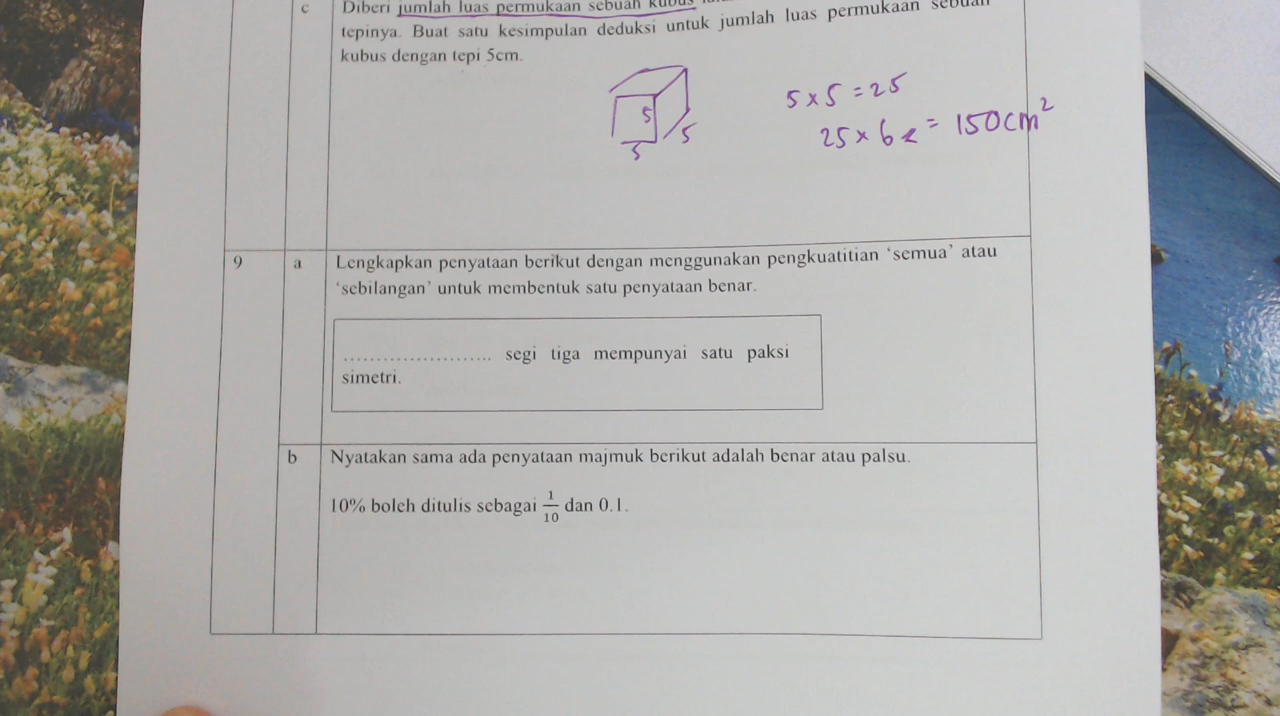 c
Diberi jumlah luas permukaan sebuah kubus
tepinya. Buat satu kesimpulan deduksi untuk jumlah luas permukaan sebuah
kubus dengan tepi 5cm.
5
5
5
5 x 5 = 25
25 x 6 = 150cm²
9
a
Lengkapkan penyataan berikut dengan menggunakan pengkuatitian ‘semua’ atau
‘sebilangan’ untuk membentuk satu penyataan benar.
...................... segi tiga mempunyai satu paksi
simetri.
b
Nyatakan sama ada penyataan majmuk berikut adalah benar atau palsu.
10% boleh ditulis sebagai 1/10 dan 0.1.